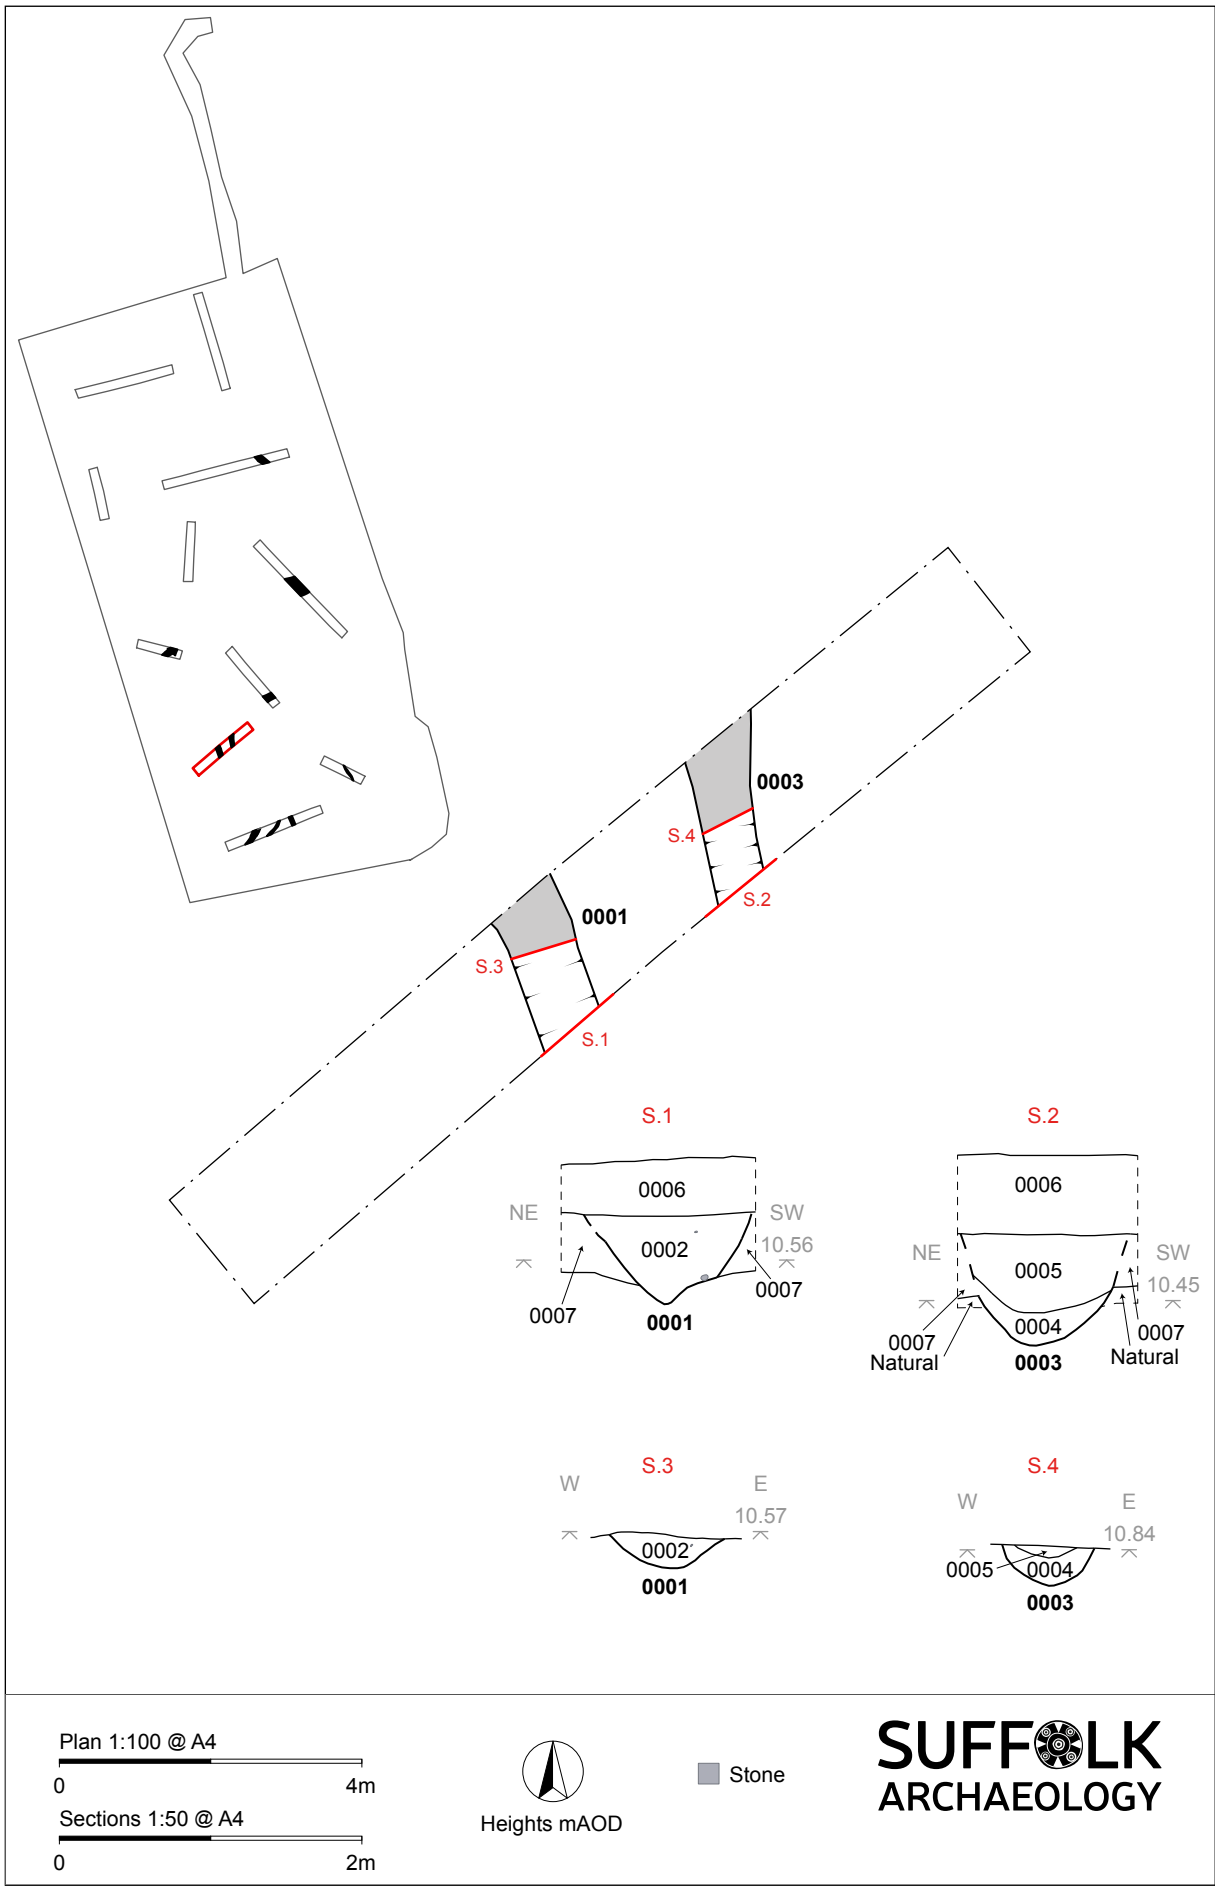 0003
S.4
S.2
0001
S.3
S.1
S.1
0006
NE
SW
0002
10.56
0007
0007
0001
S.2
0006
NE
SW
0005
10.45
0004
0007
Natural
0007
Natural
0003
S.3
W
E
10.57
0002
0001
S.4
W
E
10.84
0005
0004
0003
Plan 1:100 @ A4
0 4m
Sections 1:50 @ A4
0 2m
Heights mAOD
Stone
SUFFOLK
ARCHAEOLOGY